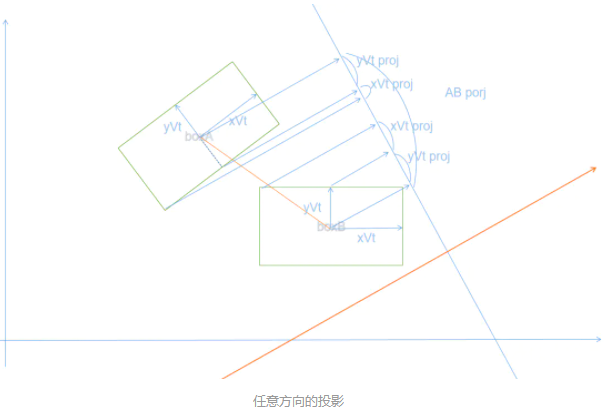 yVt proj
xVt proj
AB porj
yVt
xVt
boxA
xVt proj
yVt proj
yVt
boxB
xVt
任意方向的投影